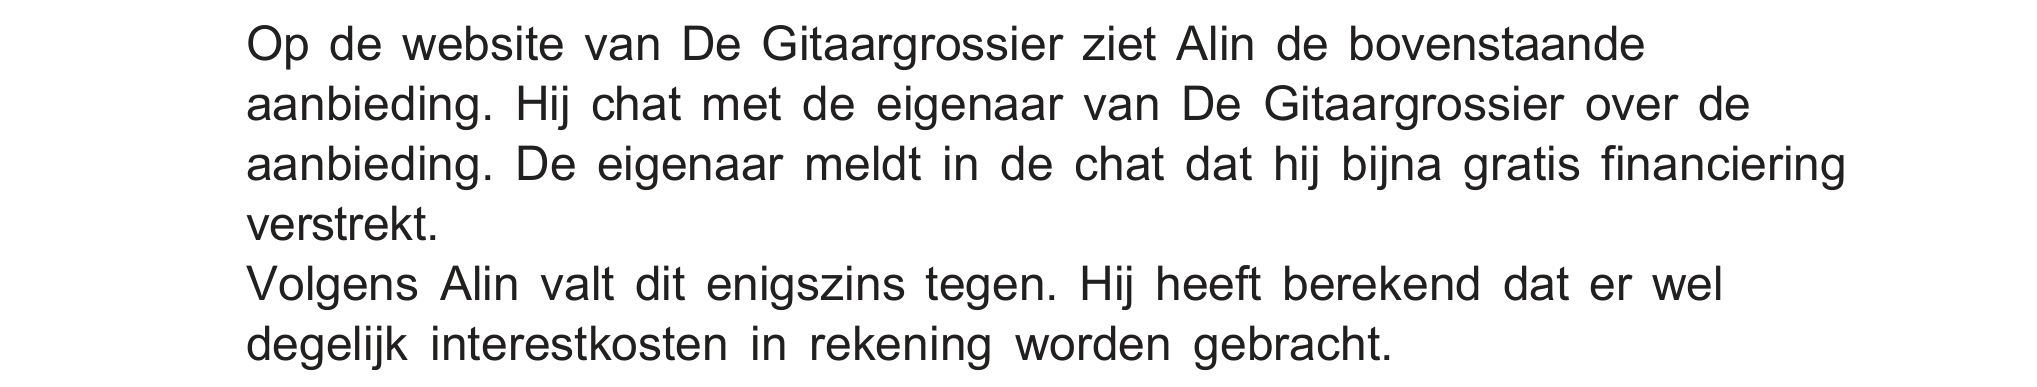 Op de website van De Gitaargrossier ziet Alin de bovenstaande
aanbieding. Hij chat met de eigenaar van De Gitaargrossier over de
aanbieding. De eigenaar meldt in de chat dat hij bijna gratis financiering
verstrekt.
Volgens Alin valt dit enigszins tegen. Hij heeft berekend dat er wel
degelijk interestkosten in rekening worden gebracht.